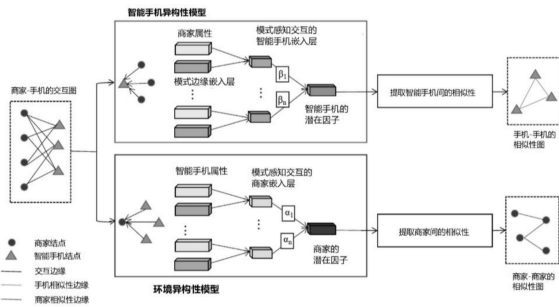 智能手机异构性模型
商家属性
模式感知交互的
智能手机嵌入层
模式边缘嵌入层
β1
βn
智能手机的
潜在因子
提取智能手机间的相似性
手机-手机的
相似性图
商家-手机的交互图
智能手机属性
模式感知交互的
商家嵌入层
α1
αn
商家的
潜在因子
提取商家间的相似性
商家-商家的
相似性图
环境异构性模型
商家结点
智能手机结点
交互边缘
手机相似性边缘
商家相似性边缘